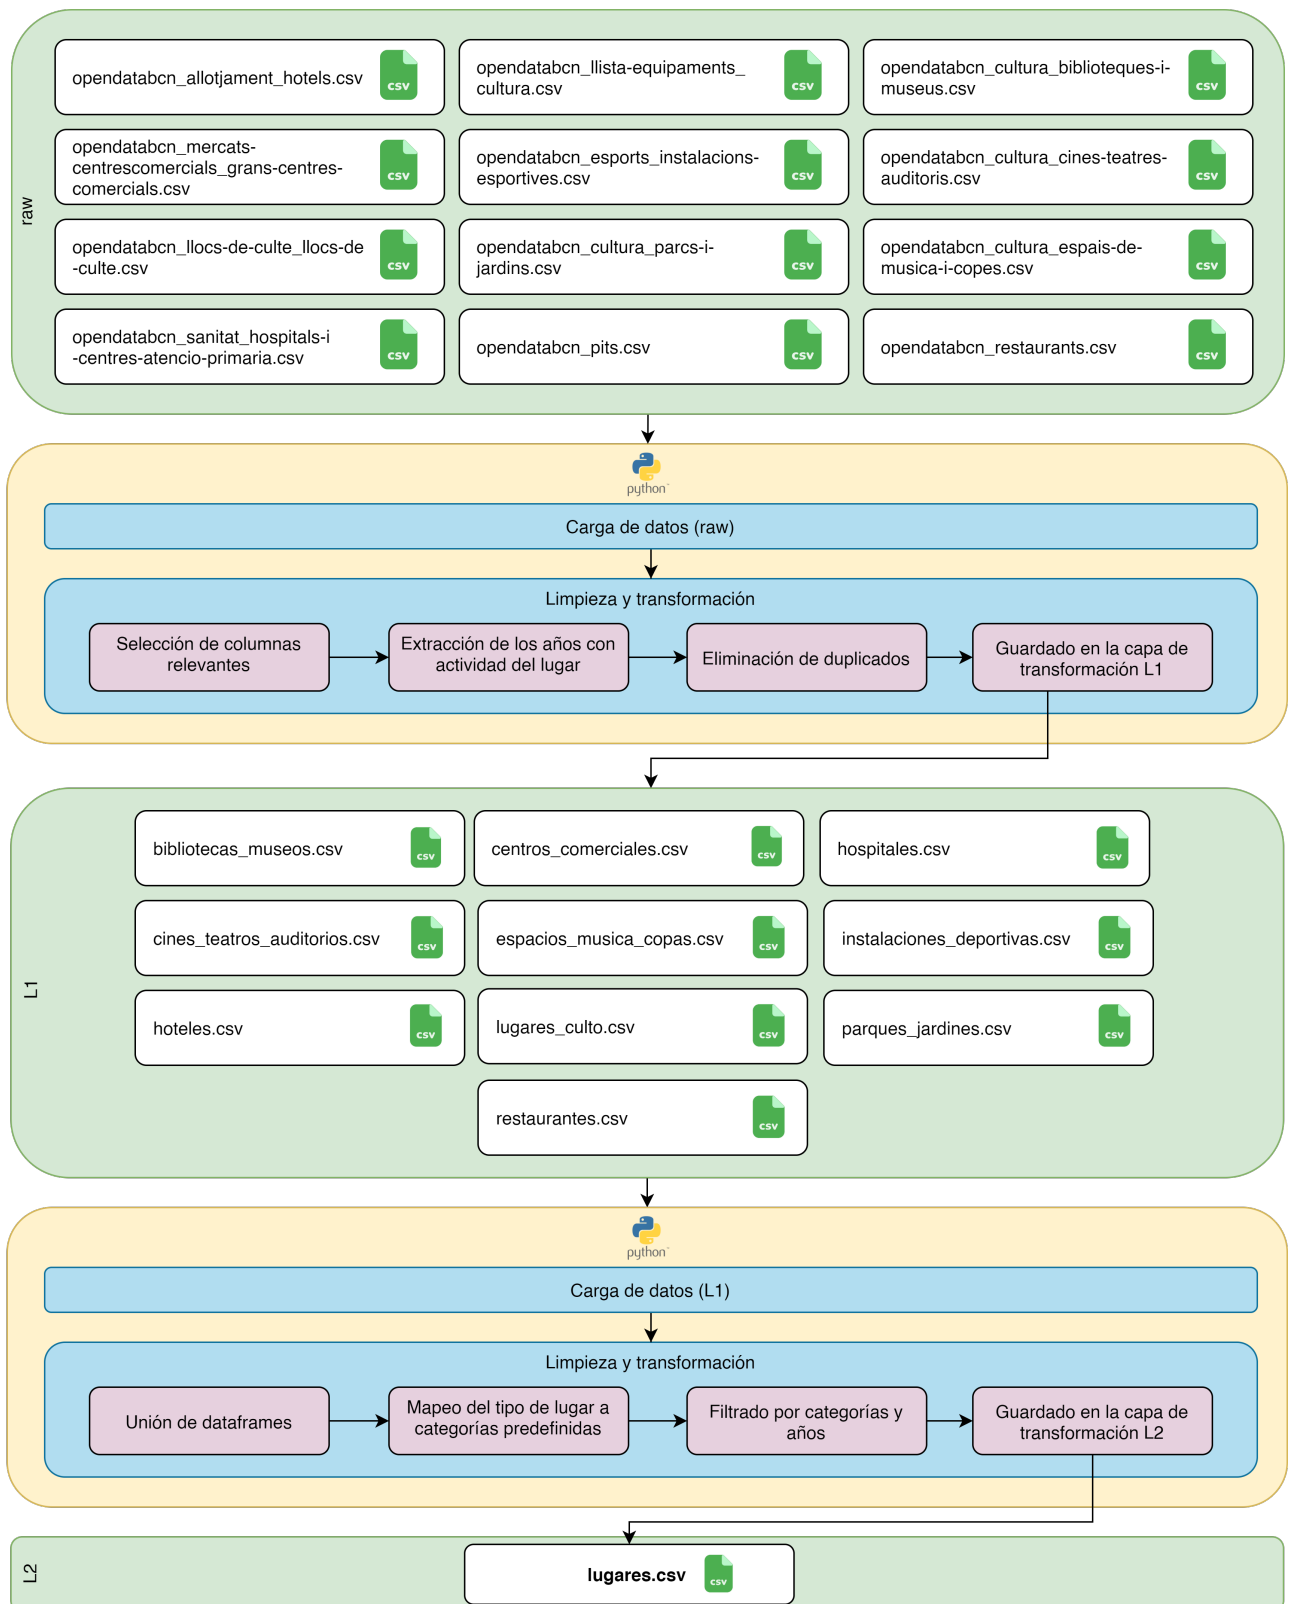 raw
opendatabcn_allotjament_hotels.csv
csv
opendatabcn_llista-equipaments_
cultura.csv
csv
opendatabcn_cultura_biblioteques-i-
museus.csv
csv
opendatabcn_mercats-
centrescomercials_grans-centres-
comercials.csv
csv
opendatabcn_esports_instalacions-
esportives.csv
csv
opendatabcn_cultura_cines-teatres-
auditoris.csv
csv
opendatabcn_llocs-de-culte_llocs-de
-culte.csv
csv
opendatabcn_cultura_parcs-i-
jardins.csv
csv
opendatabcn_cultura_espais-de-
musica-i-copes.csv
csv
opendatabcn_sanitat_hospitals-i
-centres-atencio-primaria.csv
csv
opendatabcn_pits.csv
csv
opendatabcn_restaurants.csv
csv
python
Carga de datos (raw)
Limpieza y transformación
Selección de columnas
relevantes
Extracción de los años con
actividad del lugar
Eliminación de duplicados
Guardado en la capa de
transformación L1
L1
bibliotecas_museos.csv
csv
centros_comerciales.csv
csv
hospitales.csv
csv
cines_teatros_auditorios.csv
csv
espacios_musica_copas.csv
csv
instalaciones_deportivas.csv
csv
hoteles.csv
csv
lugares_culto.csv
csv
parques_jardines.csv
csv
restaurantes.csv
csv
python
Carga de datos (L1)
Limpieza y transformación
Unión de dataframes
Mapeo del tipo de lugar a
categorías predefinidas
Filtrado por categorías y
años
Guardado en la capa de
transformación L2
L2
lugares.csv
csv